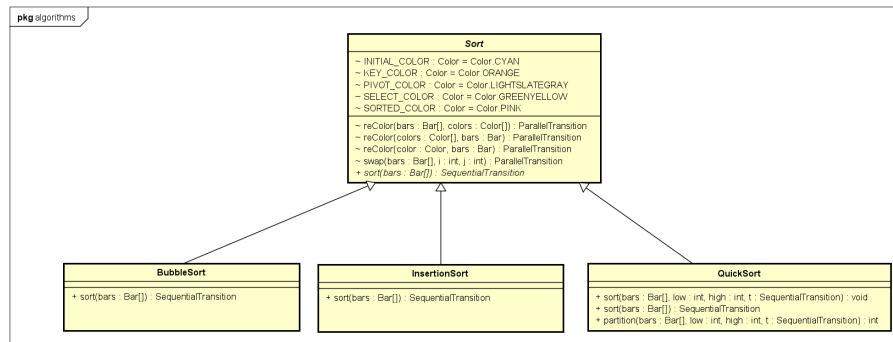 pkg algorithms
Sort
~ INITIAL_COLOR : Color = Color.CYAN
~ KEY_COLOR : Color = Color.ORANGE
~ PIVOT_COLOR : Color = Color.LIGHTSLATEGRAY
~ SELECT_COLOR : Color = Color.GREENYELLOW
~ SORTED_COLOR : Color = Color.PINK
~ reColor(bars : Bar[], colors : Color[]) : ParallelTransition
~ reColor(colors : Color[], bars : Bar) : ParallelTransition
~ reColor(color : Color, bars : Bar) : ParallelTransition
~ swap(bars : Bar[], i : int, j : int) : ParallelTransition
+ sort(bars : Bar[]) : SequentialTransition
BubbleSort
+ sort(bars : Bar[]) : SequentialTransition
InsertionSort
+ sort(bars : Bar[]) : SequentialTransition
QuickSort
+ sort(bars : Bar[], low : int, high : int, t : SequentialTransition) : void
+ sort(bars : Bar[]) : SequentialTransition
+ partition(bars : Bar[], low : int, high : int, t : SequentialTransition) : int